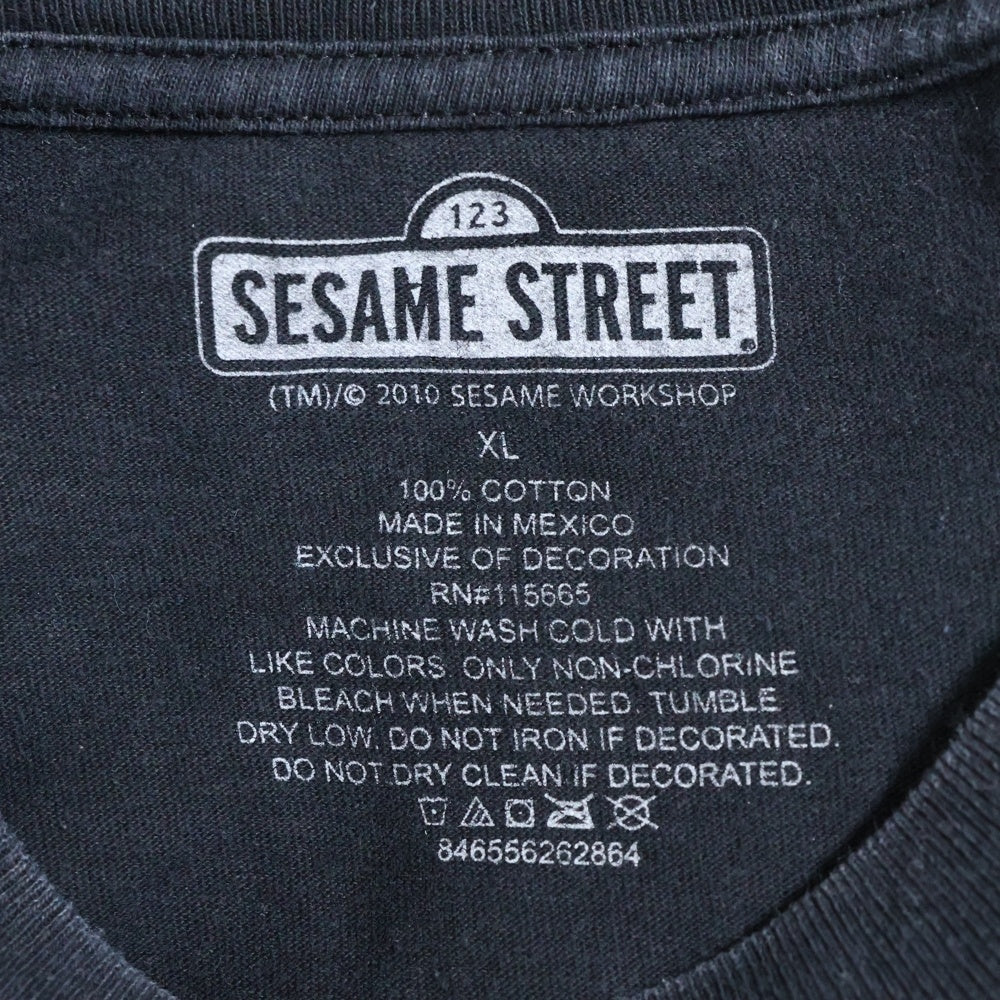 123
SESAME STREET®
(TM)/© 2010 SESAME WORKSHOP
XL
100% COTTON
MADE IN MEXICO
EXCLUSIVE OF DECORATION
RN#115665
MACHINE WASH COLD WITH
LIKE COLORS. ONLY NON-CHLORINE
BLEACH WHEN NEEDED. TUMBLE
DRY LOW. DO NOT IRON IF DECORATED.
DO NOT DRY CLEAN IF DECORATED.
846556262864